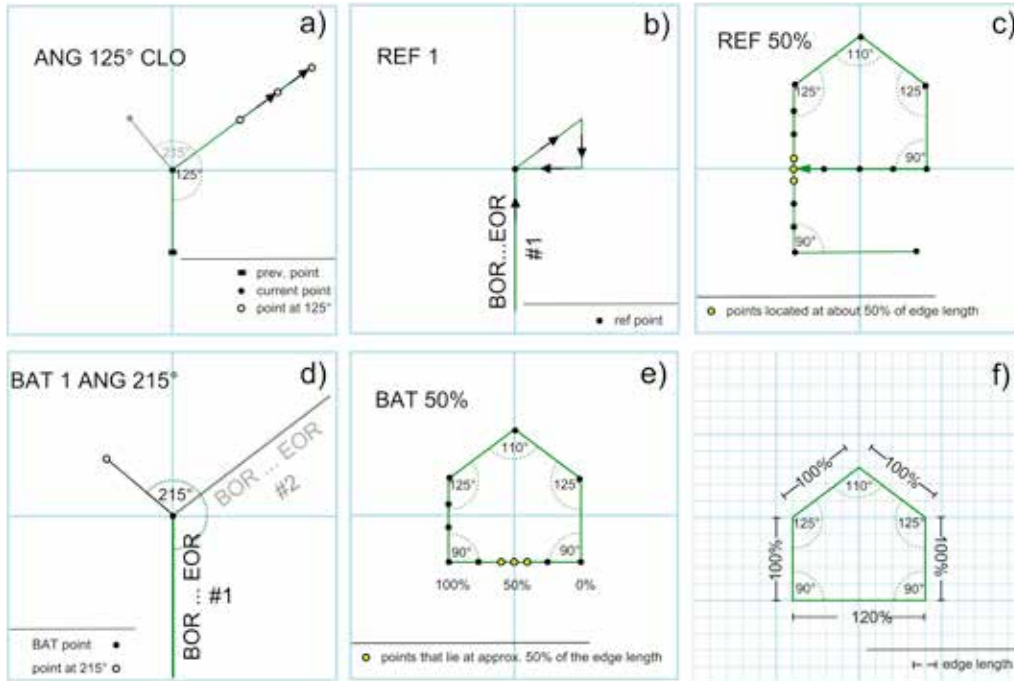 a)
ANG 125° CLO
215°
125°
prev. point
current point
point at 125°
b)
REF 1
BOR...EOR
#1
ref point
c)
REF 50%
110°
125°
125°
90°
90°
points located at about 50% of edge length
d)
BAT 1 ANG 215°
215°
BOR ... EOR
#2
BOR ... EOR
#1
BAT point
point at 215°
e)
BAT 50%
110°
125°
125°
90°
90°
100%
50%
0%
points that lie at approx. 50% of the edge length
f)
100%
100%
110°
125°
125°
100%
100%
90°
90°
120%
edge length